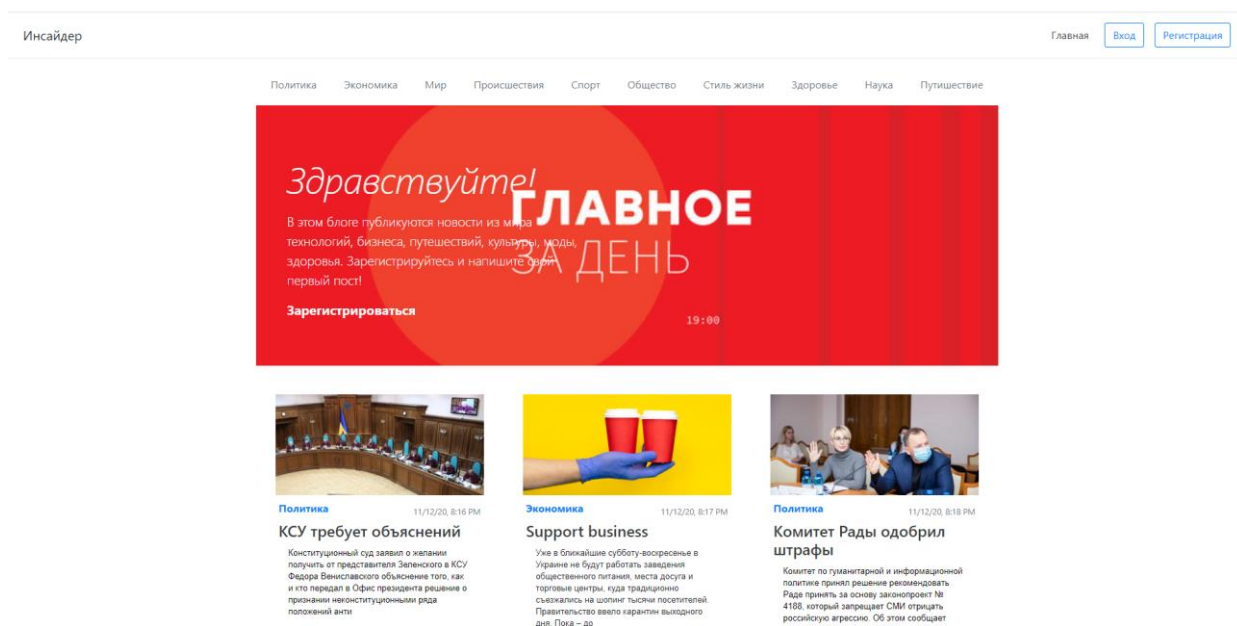 Инсайдер
Главная Вход Регистрация
Политика Экономика Мир Происшествия Спорт Общество Стиль жизни Здоровье Наука Путишествие
Здравствуйте!
В этом блоге публикуются новости из мира
технологий, бизнеса, путешествий, культуры, моды,
здоровья. Зарегистрируйтесь и напишите свой
первый пост!
Зарегистрироваться
ГЛАВНОЕ
ЗА ДЕНЬ
19:00
Политика 11/12/20, 8:16 PM
КСУ требует объяснений
Конституционный суд заявил о желании
получить от представителя Зеленского в КСУ
Федора Вениславского объяснение того, как
и кто передал в Офис президента решение о
признании неконституционными ряда
положений анти
Экономика 11/12/20, 8:17 PM
Support business
Уже в ближайшие субботу-воскресенье в
Украине не будут работать заведения
общественного питания, места досуга и
торговые центры, куда традиционно
съезжались на шопинг тысячи посетителей.
Правительство ввело карантин выходного
дня. Пока – до
Политика 11/12/20, 8:18 PM
Комитет Рады одобрил
штрафы
Комитет по гуманитарной и информационной
политике принял решение рекомендовать
Раде принять за основу законопроект №
4188, который запрещает СМИ отрицать
российскую агрессию. Об этом сообщает